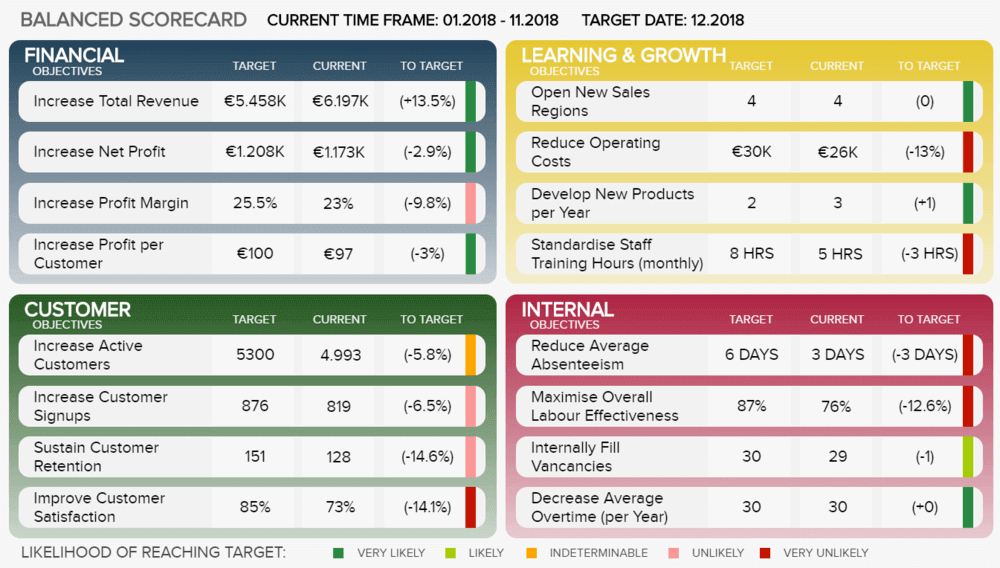 BALANCED SCORECARD CURRENT TIME FRAME: 01.2018 - 11.2018 TARGET DATE: 12.2018
FINANCIAL
OBJECTIVES TARGET CURRENT TO TARGET
Increase Total Revenue €5.458K €6.197K (+13.5%)
Increase Net Profit €1.208K €1.173K (-2.9%)
Increase Profit Margin 25.5% 23% (-9.8%)
Increase Profit per
Customer €100 €97 (-3%)
LEARNING & GROWTH
OBJECTIVES TARGET CURRENT TO TARGET
Open New Sales
Regions 4 4 (0)
Reduce Operating
Costs €30K €26K (-13%)
Develop New Products
per Year 2 3 (+1)
Standardise Staff
Training Hours (monthly) 8 HRS 5 HRS (-3 HRS)
CUSTOMER
OBJECTIVES TARGET CURRENT TO TARGET
Increase Active
Customers 5300 4.993 (-5.8%)
Increase Customer
Signups 876 819 (-6.5%)
Sustain Customer
Retention 151 128 (-14.6%)
Improve Customer
Satisfaction 85% 73% (-14.1%)
INTERNAL
OBJECTIVES TARGET CURRENT TO TARGET
Reduce Average
Absenteeism 6 DAYS 3 DAYS (-3 DAYS)
Maximise Overall
Labour Effectiveness 87% 76% (-12.6%)
Internally Fill
Vancancies 30 29 (-1)
Decrease Average
Overtime (per Year) 30 30 (+0)
LIKELIHOOD OF REACHING TARGET: VERY LIKELY LIKELY INDETERMINABLE UNLIKELY VERY UNLIKELY